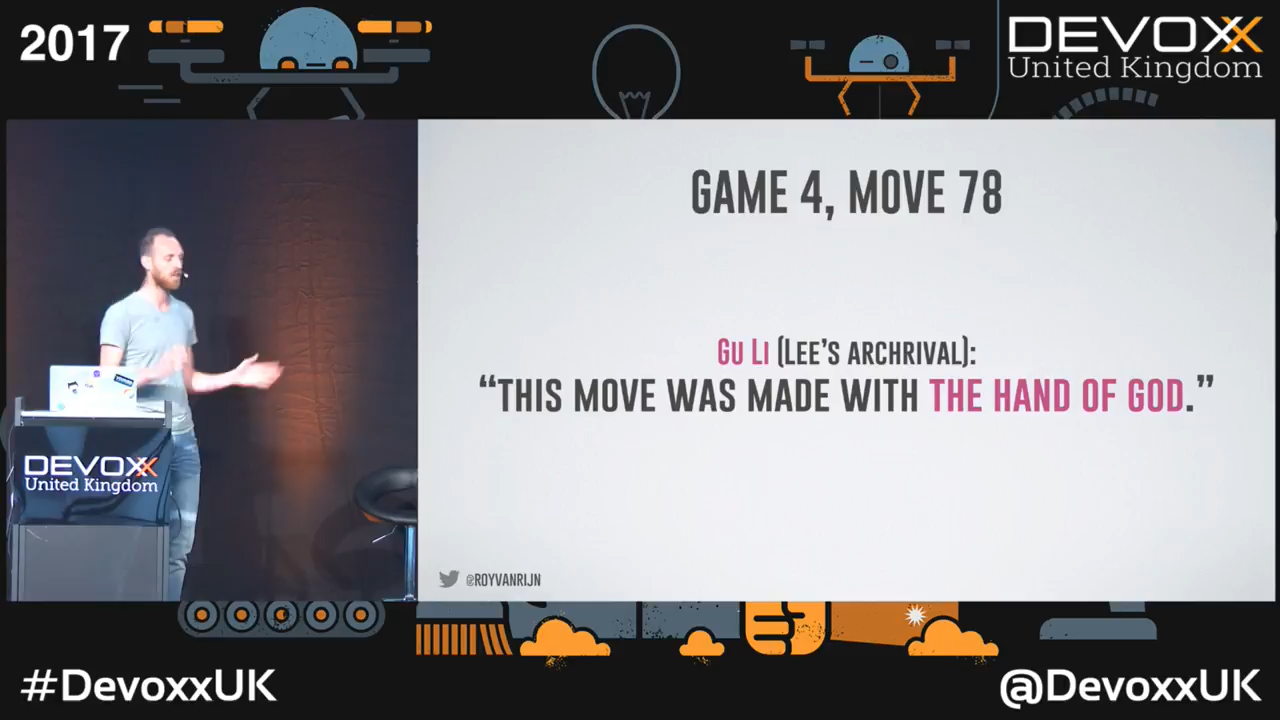 2017
DEVOXX
United Kingdom
GAME 4, MOVE 78
GU LI (LEE'S ARCHRIVAL):
“THIS MOVE WAS MADE WITH THE HAND OF GOD.”
DEVOXX
United Kingdom
@ROYVANRIJN
#DevoxxUK
@DevoxxUK